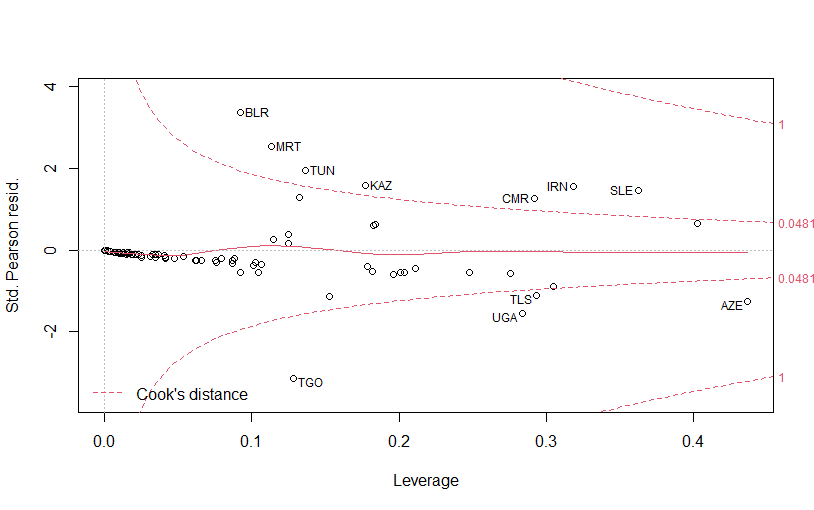 4
2
0
-2
Std. Pearson resid.
BLR
MRT
TUN
KAZ
CMR
IRN
SLE
TLS
UGA
AZE
TGO
1
0.0481
0.0481
1
Cook's distance
0.0
0.1
0.2
0.3
0.4
Leverage